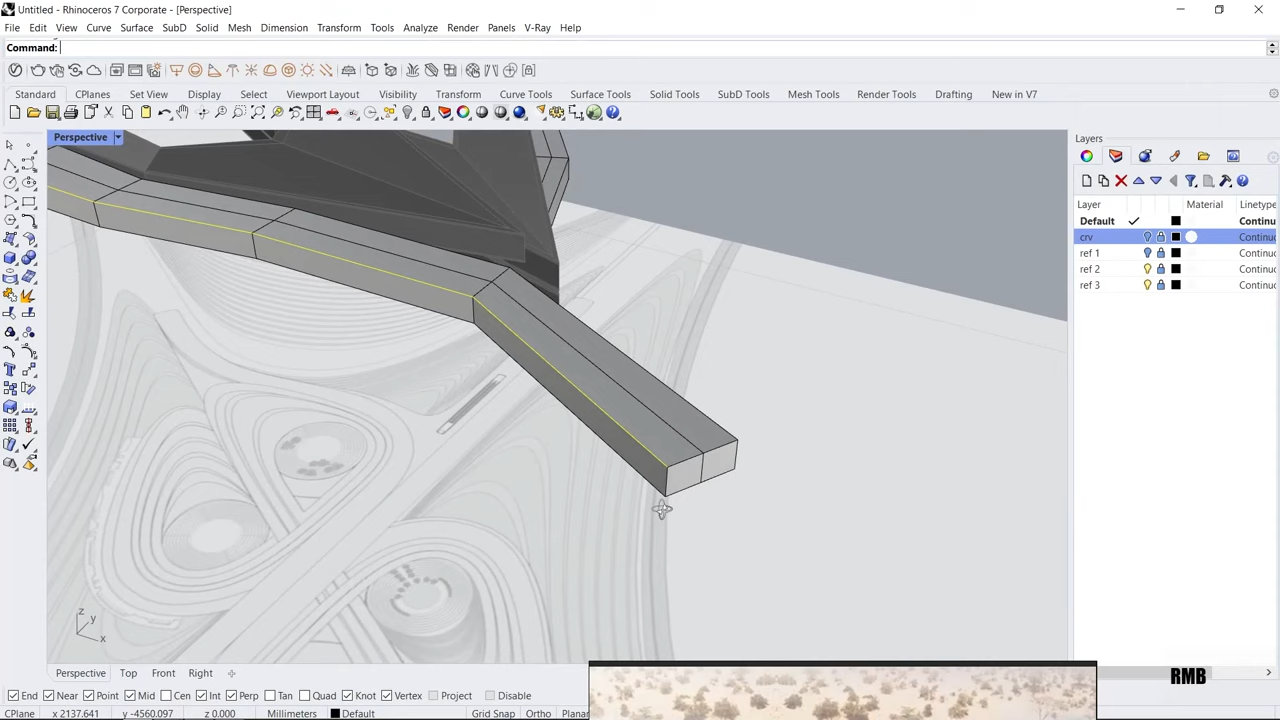 Untitled - Rhinoceros 7 Corporate - [Perspective]
File Edit View Curve Surface Solid SubD Mesh Dimension Transform Tools Analyze Render Panels V-Ray Help
Command:
Standard CPlanes Set View Display Select Viewport Layout Visibility Transform Curve Tools Surface Tools Solid Tools SubD Tools Mesh Tools Render Tools Drafting New in V7
Perspective
Layers
Layer Material Linetype
Default Continu
crv Continuc
ref 1 Continuc
ref 2 Continuc
ref 3 Continuc
z
y
x
Perspective Top Front Right
RMB
End Near Point Mid Cen Int Perp Tan Quad Knot Vertex Project Disable
CPlane x 2137.641 y -4560.097 z 0.000 Millimeters Default Grid Snap Ortho Planar